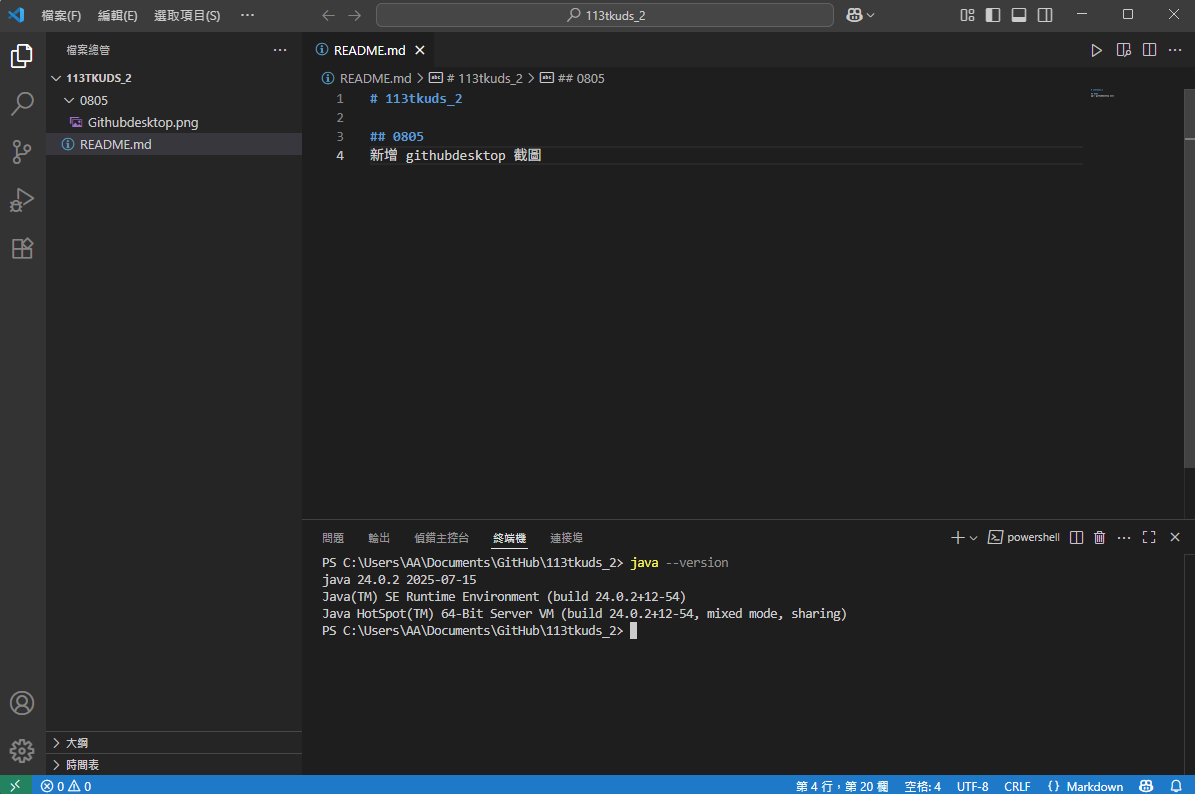 檔案(F) 編輯(E) 選取項目(S) ··· 113tkuds_2
檔案總管 ···
113TKUDS_2
0805
Githubdesktop.png
README.md
README.md
README.md > # 113tkuds_2 > ## 0805
1 # 113tkuds_2
2
3 ## 0805
4 新增 githubdesktop 截圖
問題 輸出 偵錯主控台 終端機 連接埠 powershell
PS C:\Users\AA\Documents\GitHub\113tkuds_2> java --version
java 24.0.2 2025-07-15
Java(TM) SE Runtime Environment (build 24.0.2+12-54)
Java HotSpot(TM) 64-Bit Server VM (build 24.0.2+12-54, mixed mode, sharing)
PS C:\Users\AA\Documents\GitHub\113tkuds_2>
大綱
時間表
0 0 第 4 行，第 20 欄 空格: 4 UTF-8 CRLF {} Markdown